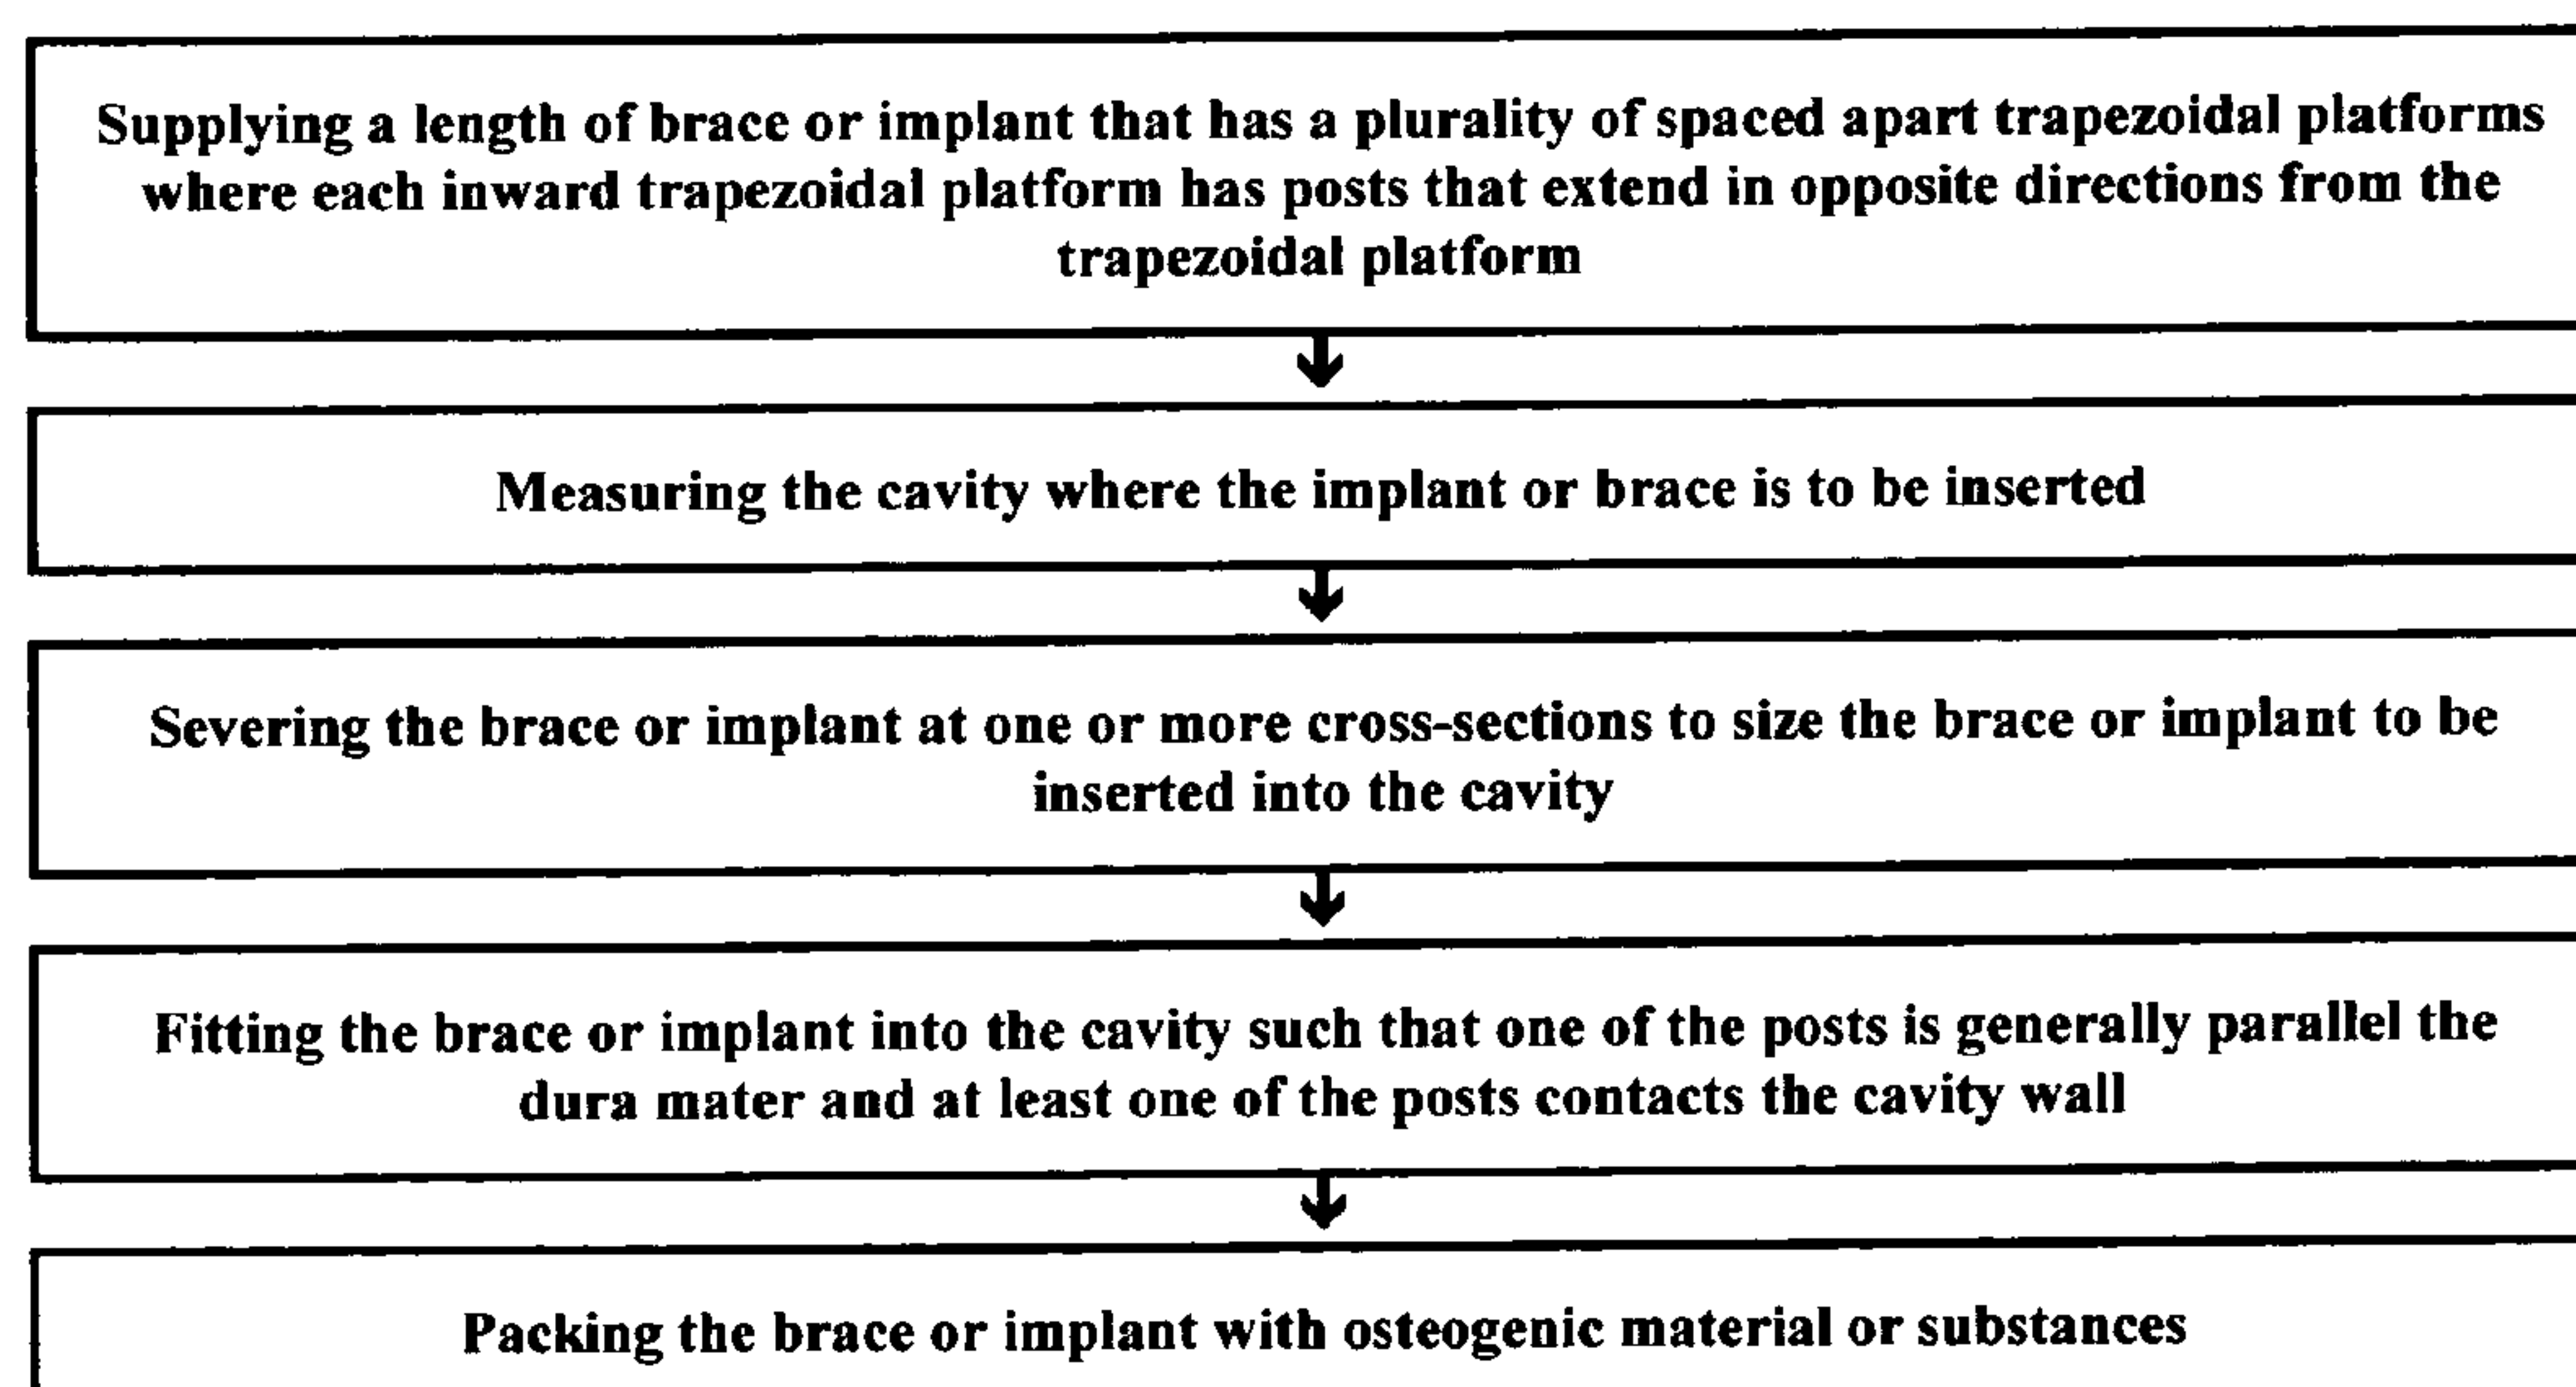 Supplying a length of brace or implant that has a plurality of spaced apart trapezoidal platforms
where each inward trapezoidal platform has posts that extend in opposite directions from the
trapezoidal platform
Measuring the cavity where the implant or brace is to be inserted
Severing the brace or implant at one or more cross-sections to size the brace or implant to be
inserted into the cavity
Fitting the brace or implant into the cavity such that one of the posts is generally parallel the
dura mater and at least one of the posts contacts the cavity wall
Packing the brace or implant with osteogenic material or substances